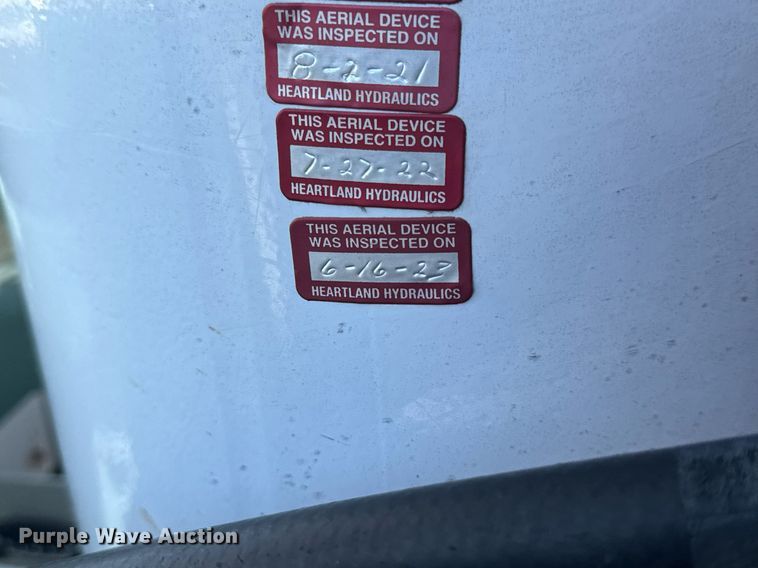 THIS AERIAL DEVICE
WAS INSPECTED ON
8-2-21
HEARTLAND HYDRAULICS
THIS AERIAL DEVICE
WAS INSPECTED ON
7-27-22
HEARTLAND HYDRAULICS
THIS AERIAL DEVICE
WAS INSPECTED ON
6-16-23
HEARTLAND HYDRAULICS
Purple Wave Auction